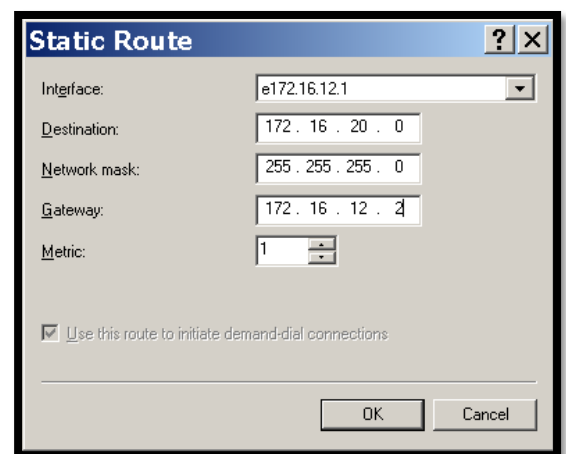 Static Route
Interface: e172.16.12.1
Destination: 172 . 16 . 20 . 0
Network mask: 255 . 255 . 255 . 0
Gateway: 172 . 16 . 12 . 2
Metric: 1
Use this route to initiate demand-dial connections
OK Cancel